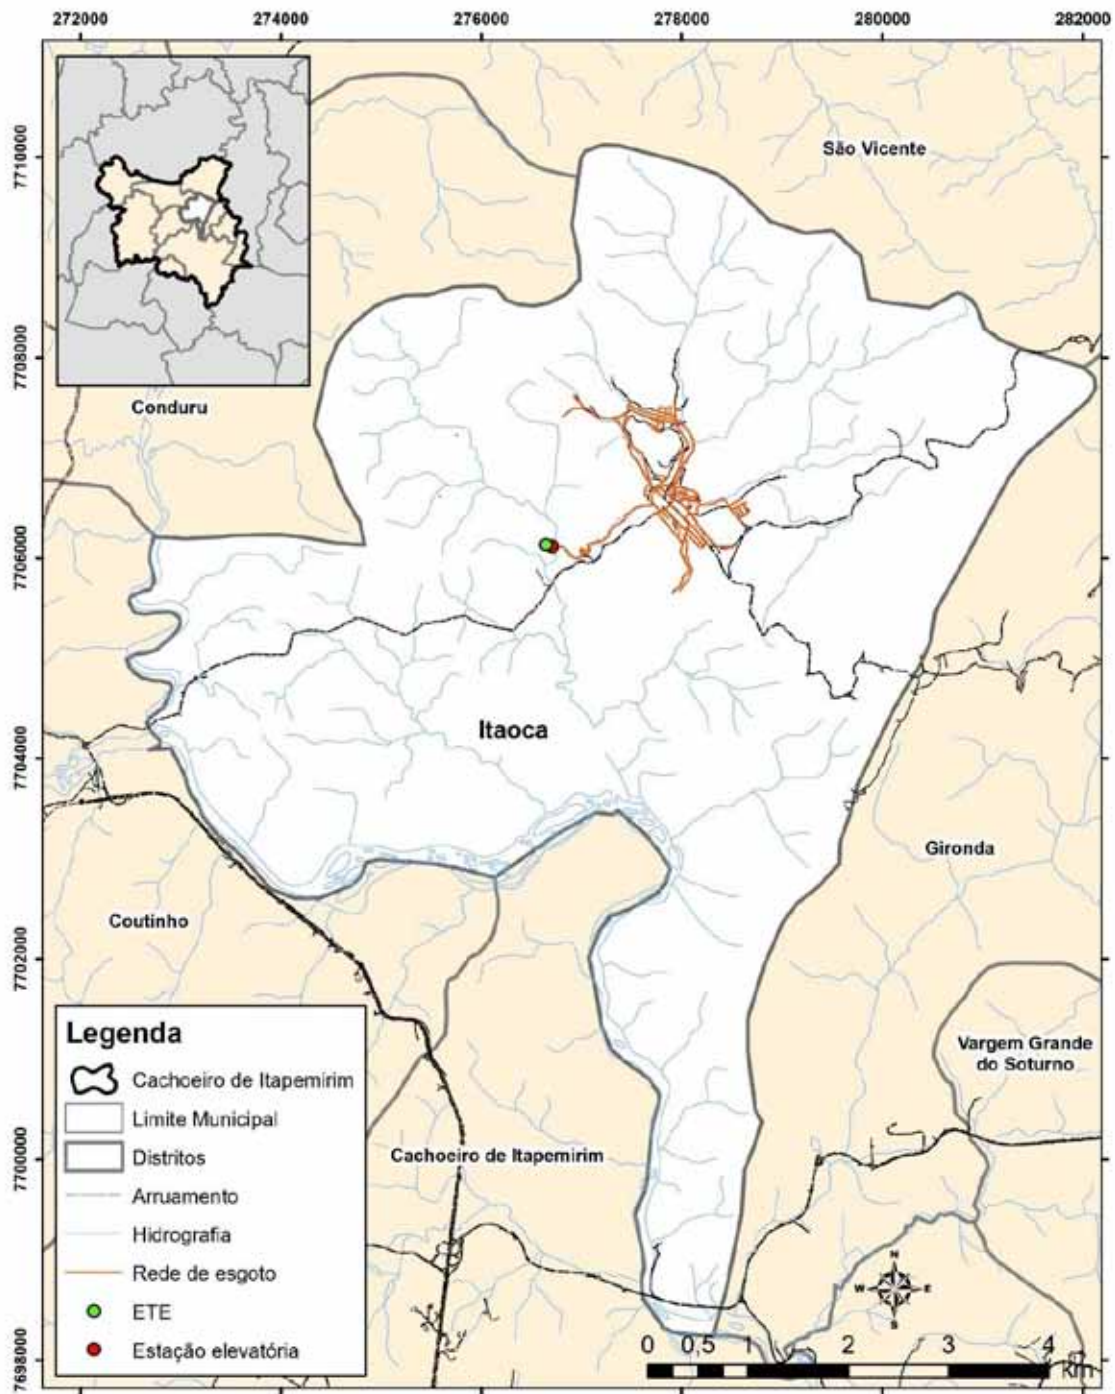 272000 274000 276000 278000 280000 282000
7710000
7708000
7706000
7704000
7702000
7700000
7698000
São Vicente
Conduru
Itaoca
Gironda
Coutinho
Vargem Grande
do Soturno
Cachoeiro de Itapemirim
Legenda
Cachoeiro de Itapemirim
Limite Municipal
Distritos
Arruamento
Hidrografia
Rede de esgoto
ETE
Estação elevatória
N
W E
S
0 0,5 1 2 3 4
km